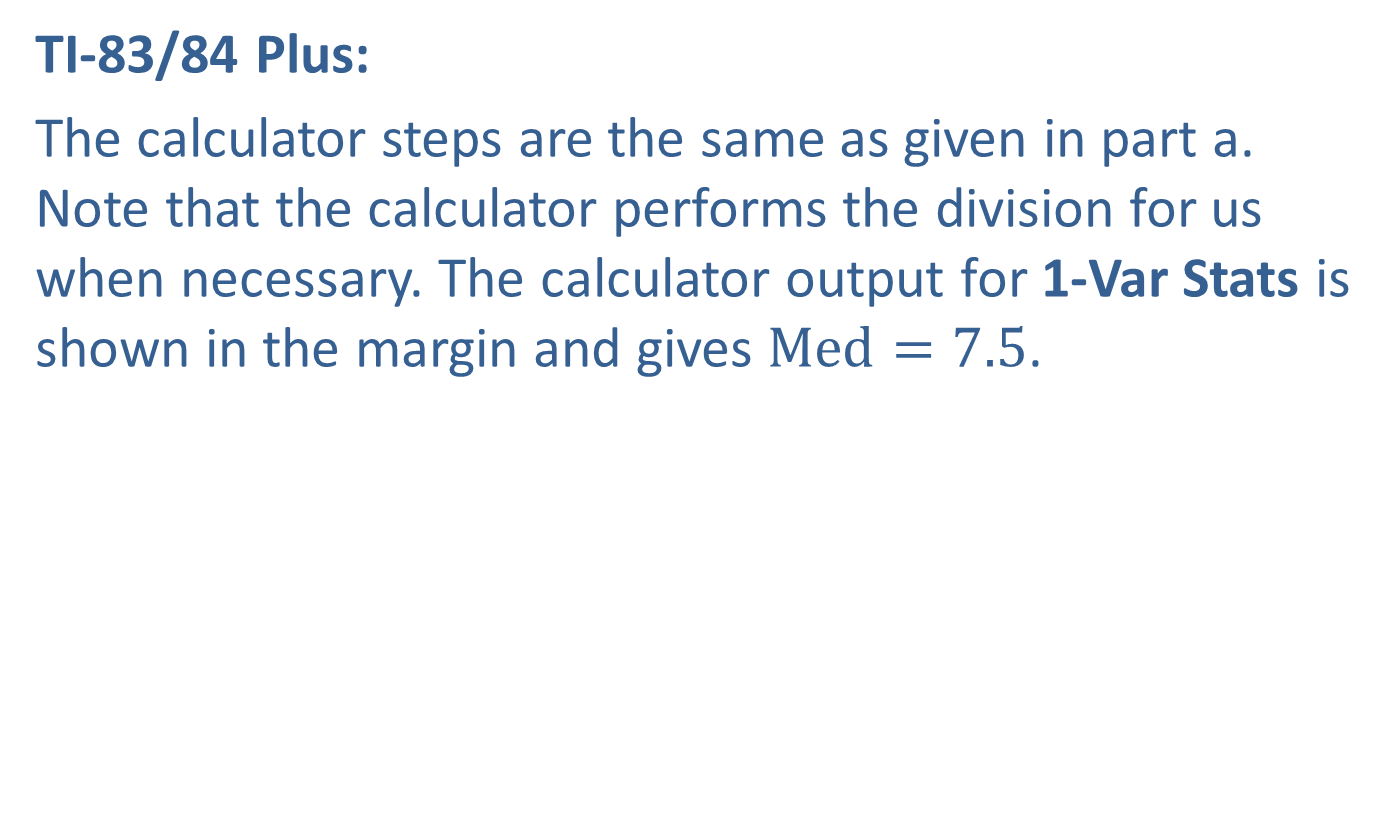 TI-83/84 Plus:
The calculator steps are the same as given in part a.
Note that the calculator performs the division for us
when necessary. The calculator output for 1-Var Stats is
shown in the margin and gives Med = 7.5.